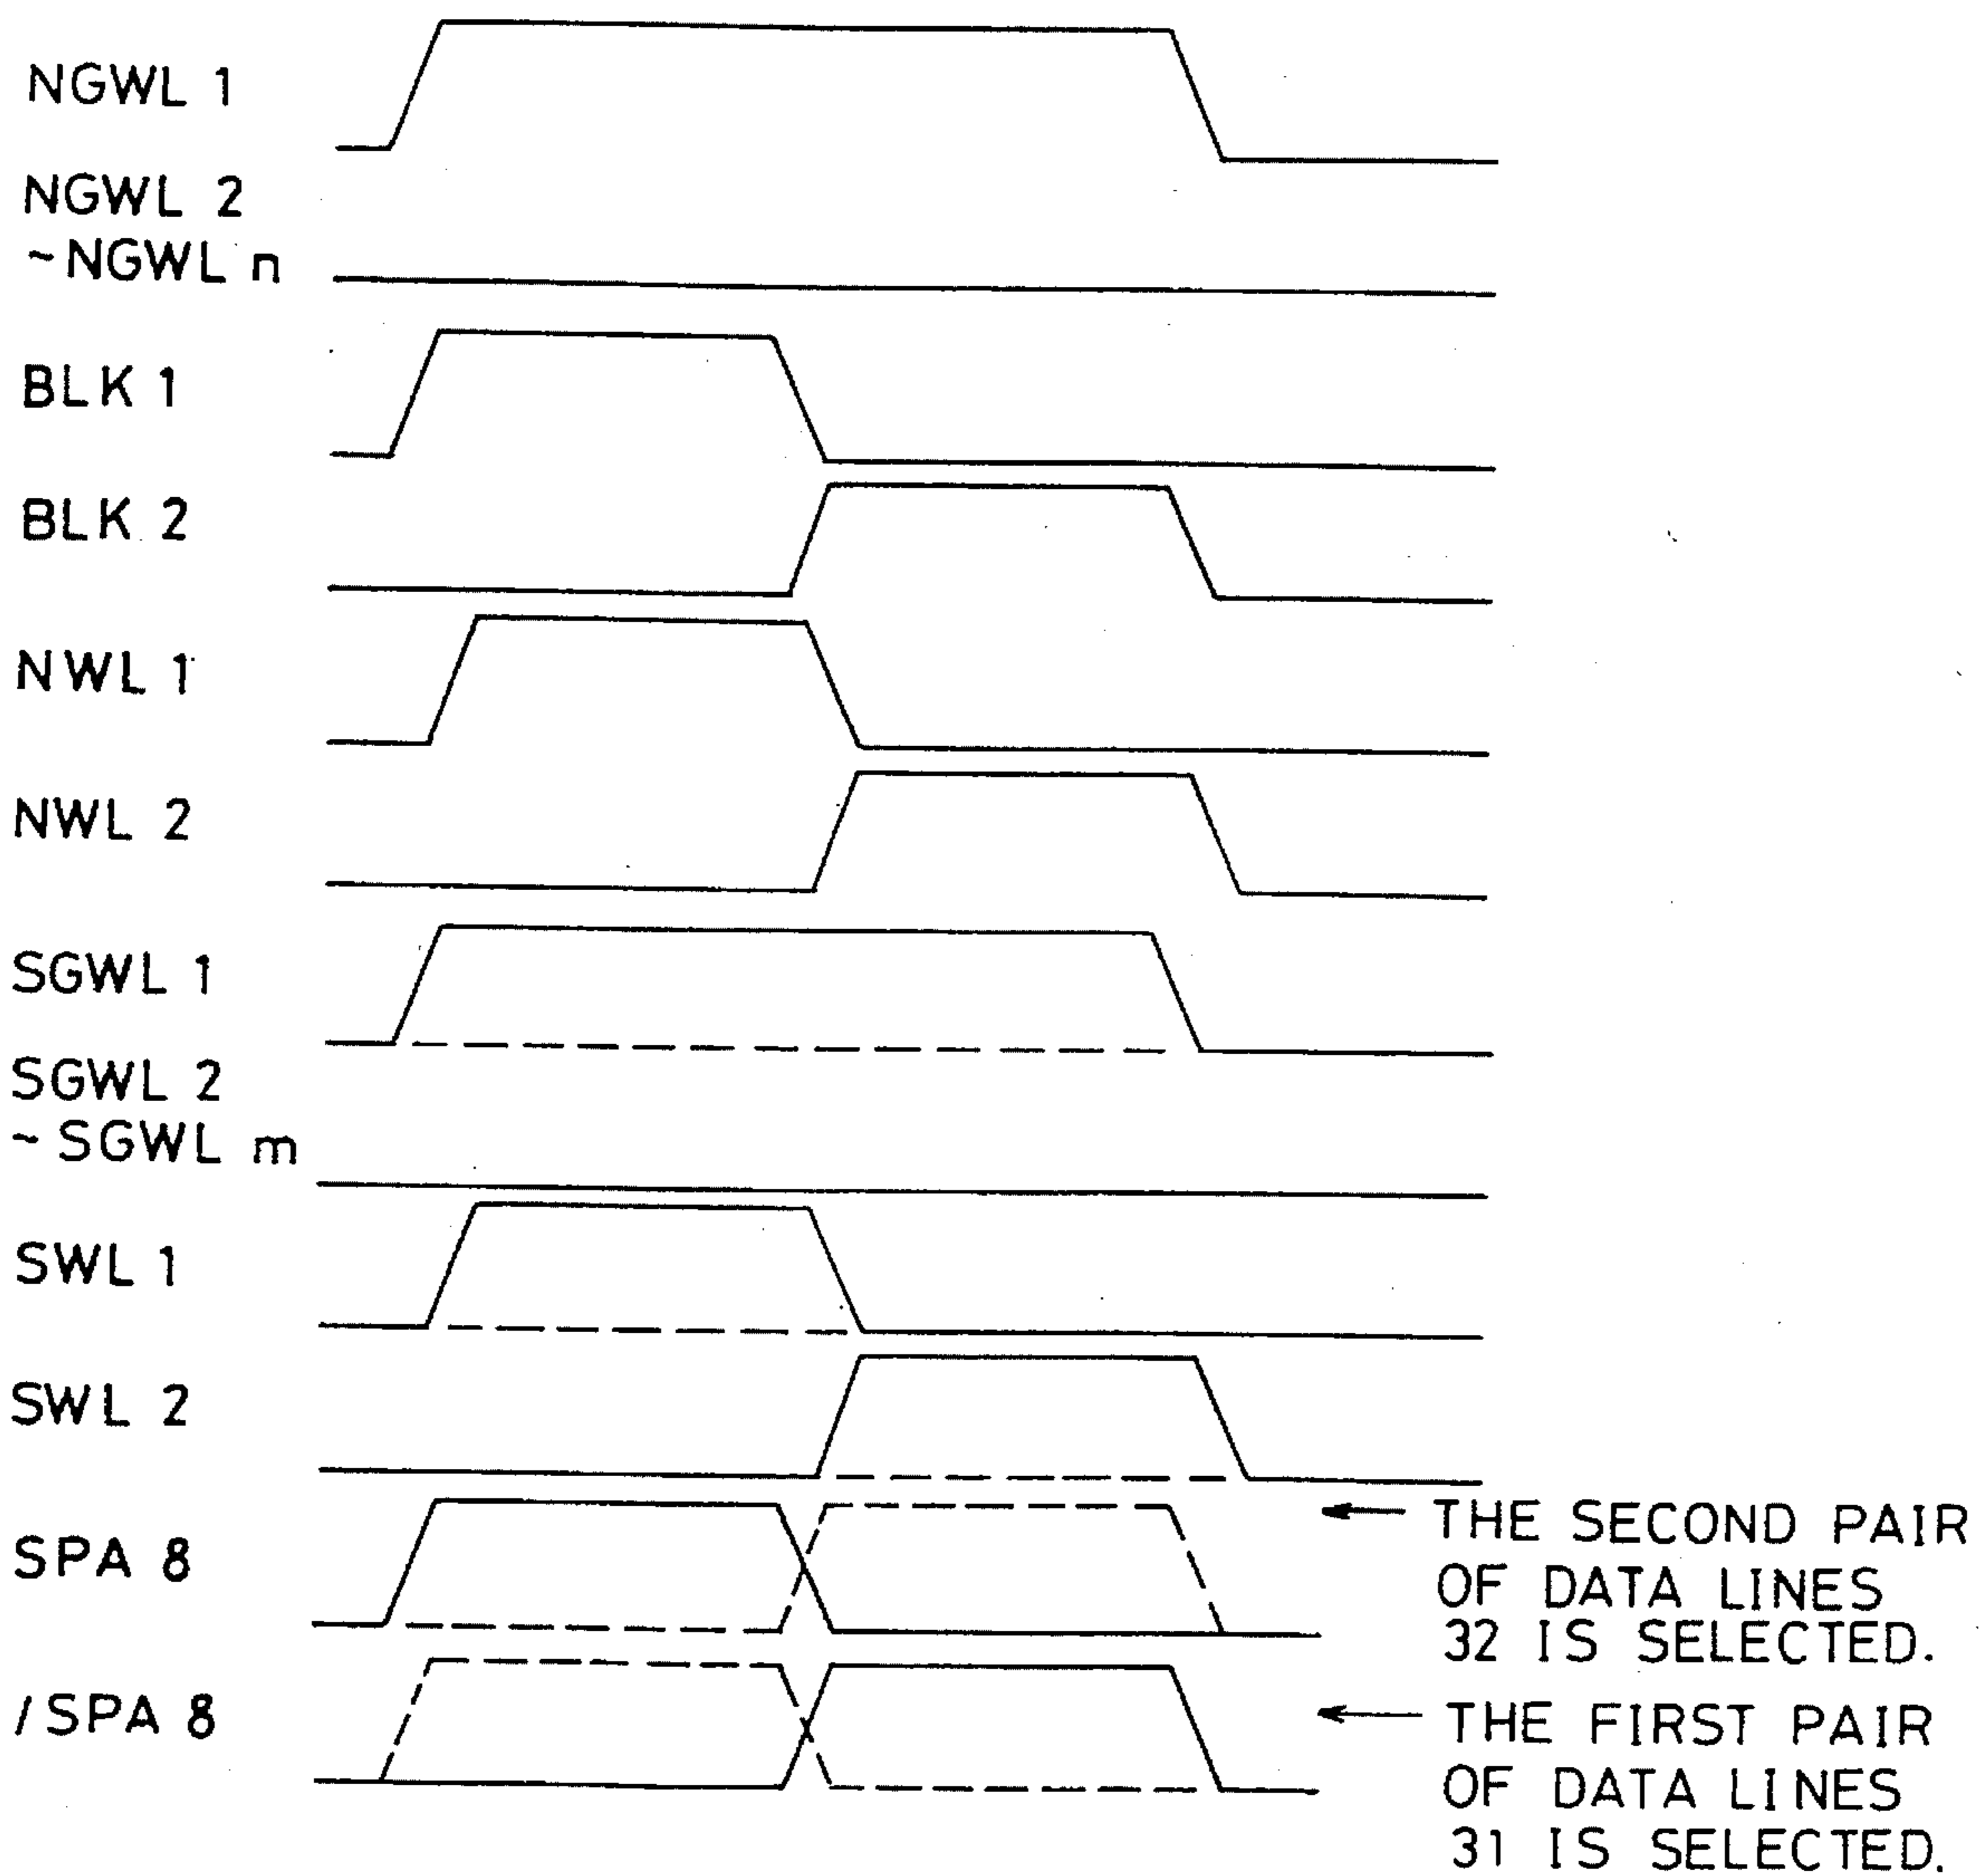 NGWL 1
NGWL 2
~NGWL n
BLK 1
BLK 2
NWL 1
NWL 2
SGWL 1
SGWL 2
~SGWL m
SWL 1
SWL 2
SPA 8
THE SECOND PAIR
OF DATA LINES
32 IS SELECTED.
/SPA 8
THE FIRST PAIR
OF DATA LINES
31 IS SELECTED.